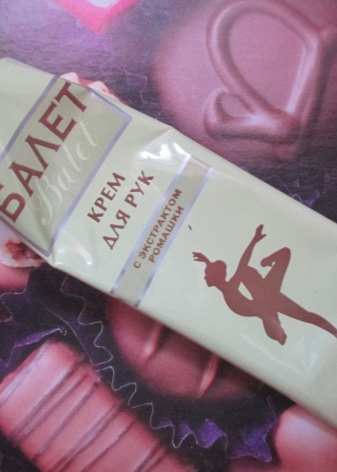 БАЛЕТ
Balet
КРЕМ
ДЛЯ РУК
С ЭКСТРАКТОМ
РОМАШКИ